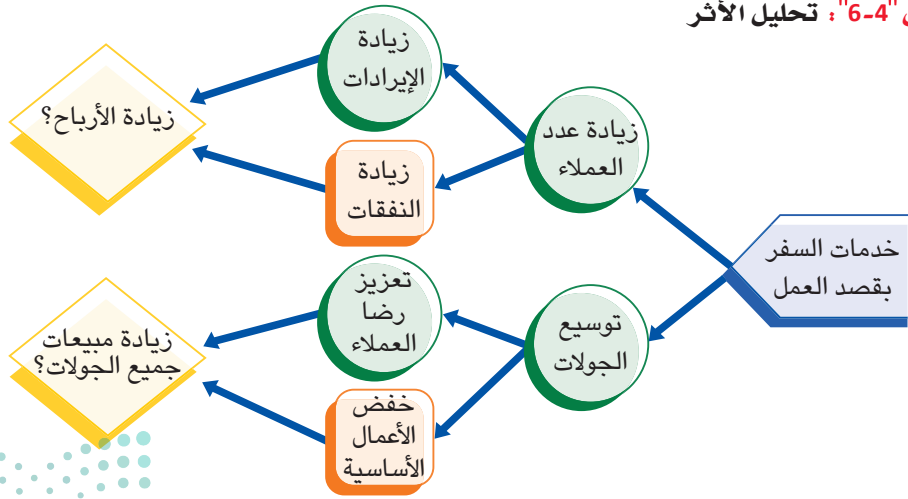 "4-6": تحليل الأثر
خدمات السفر
بقصد العمل
زيادة عدد
العملاء
زيادة
الإيرادات
زيادة
النفقات
زيادة الأرباح؟
توسيع
الجولات
تعزيز
رضا
العملاء
خفض
الأعمال
الأساسية
زيادة مبيعات
جميع الجولات؟